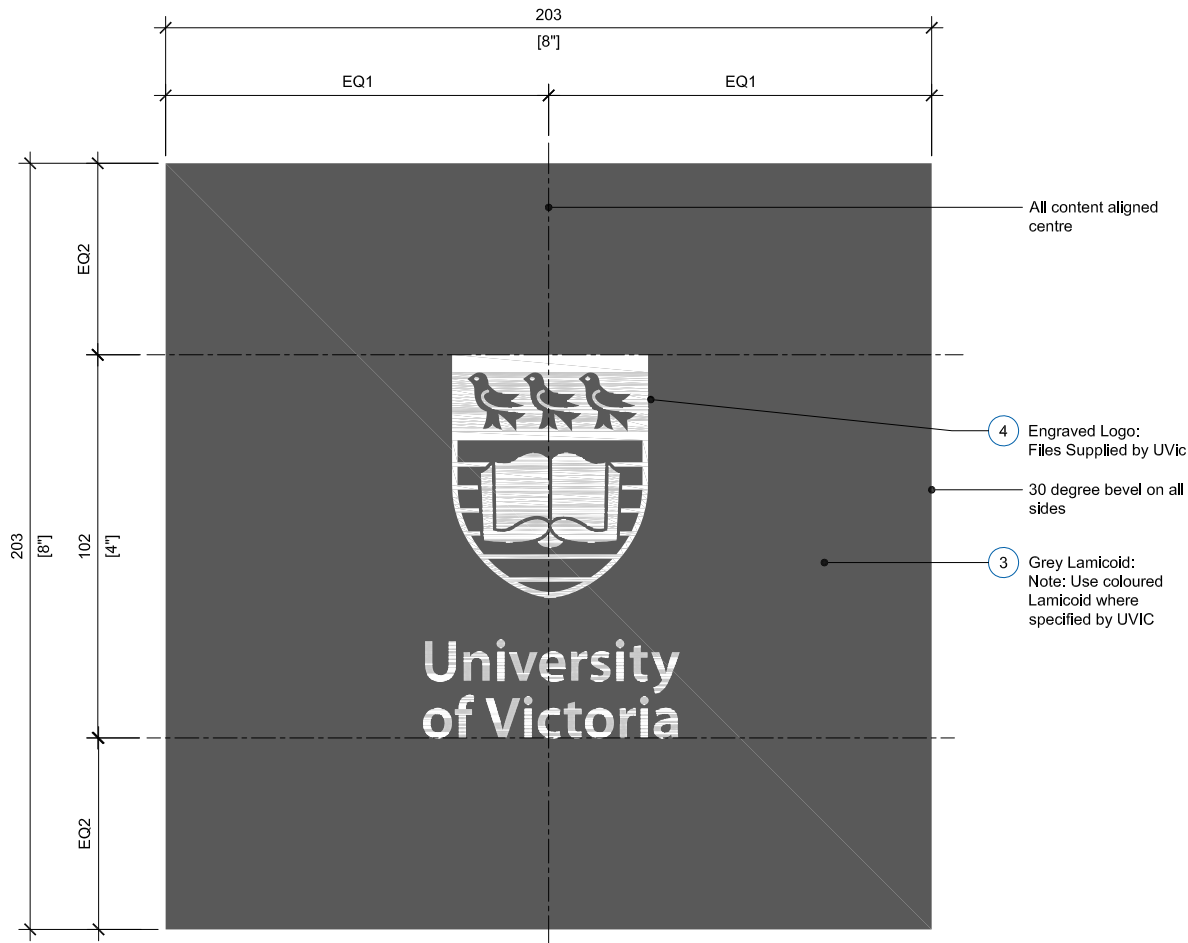 203
[8"]
EQ1
EQ1
All content aligned
centre
EQ2
4
Engraved Logo:
Files Supplied by UVic
30 degree bevel on all
sides
203
[8"]
102
[4"]
3
Grey Lamicoid:
Note: Use coloured
Lamicoid where
specified by UVIC
University
of Victoria
EQ2